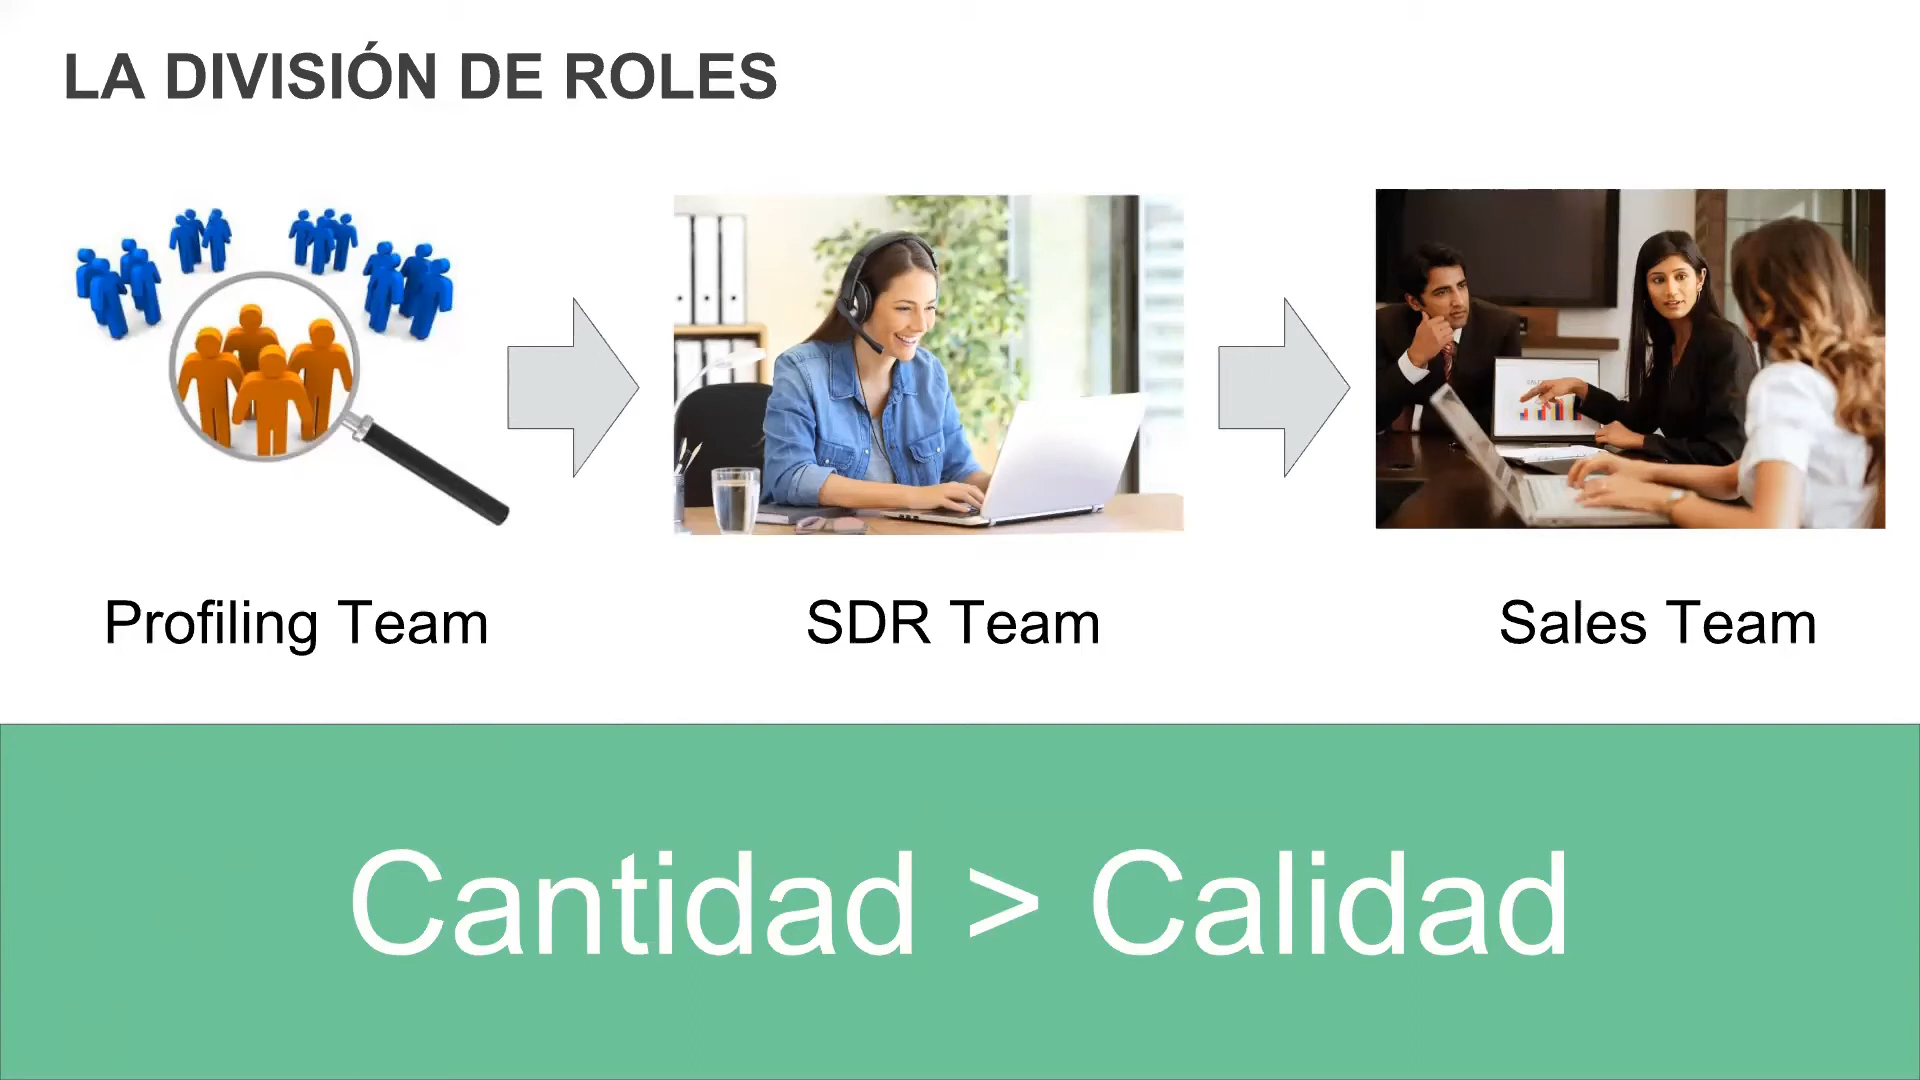 LA DIVISIÓN DE ROLES
Profiling Team
SDR Team
Sales Team
Cantidad > Calidad